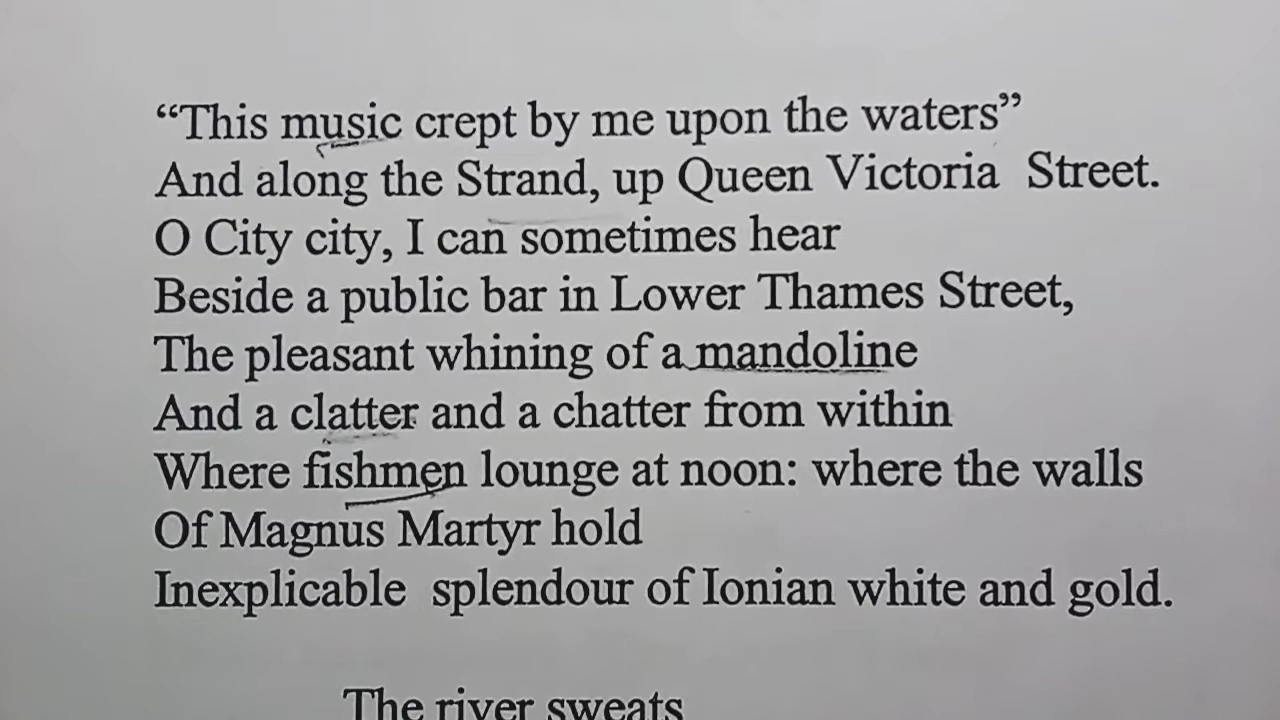 “This music crept by me upon the waters”
And along the Strand, up Queen Victoria Street.
O City city, I can sometimes hear
Beside a public bar in Lower Thames Street,
The pleasant whining of a mandoline
And a clatter and a chatter from within
Where fishmen lounge at noon: where the walls
Of Magnus Martyr hold
Inexplicable splendour of Ionian white and gold.
The river sweats